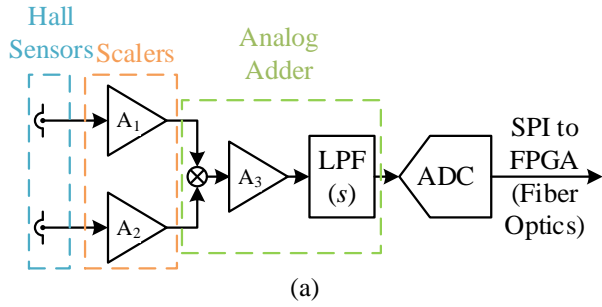 Hall
Sensors
Scalers
Analog
Adder
A1
A2
A3
LPF
(s)
ADC
SPI to
FPGA
(Fiber
Optics)
(a)